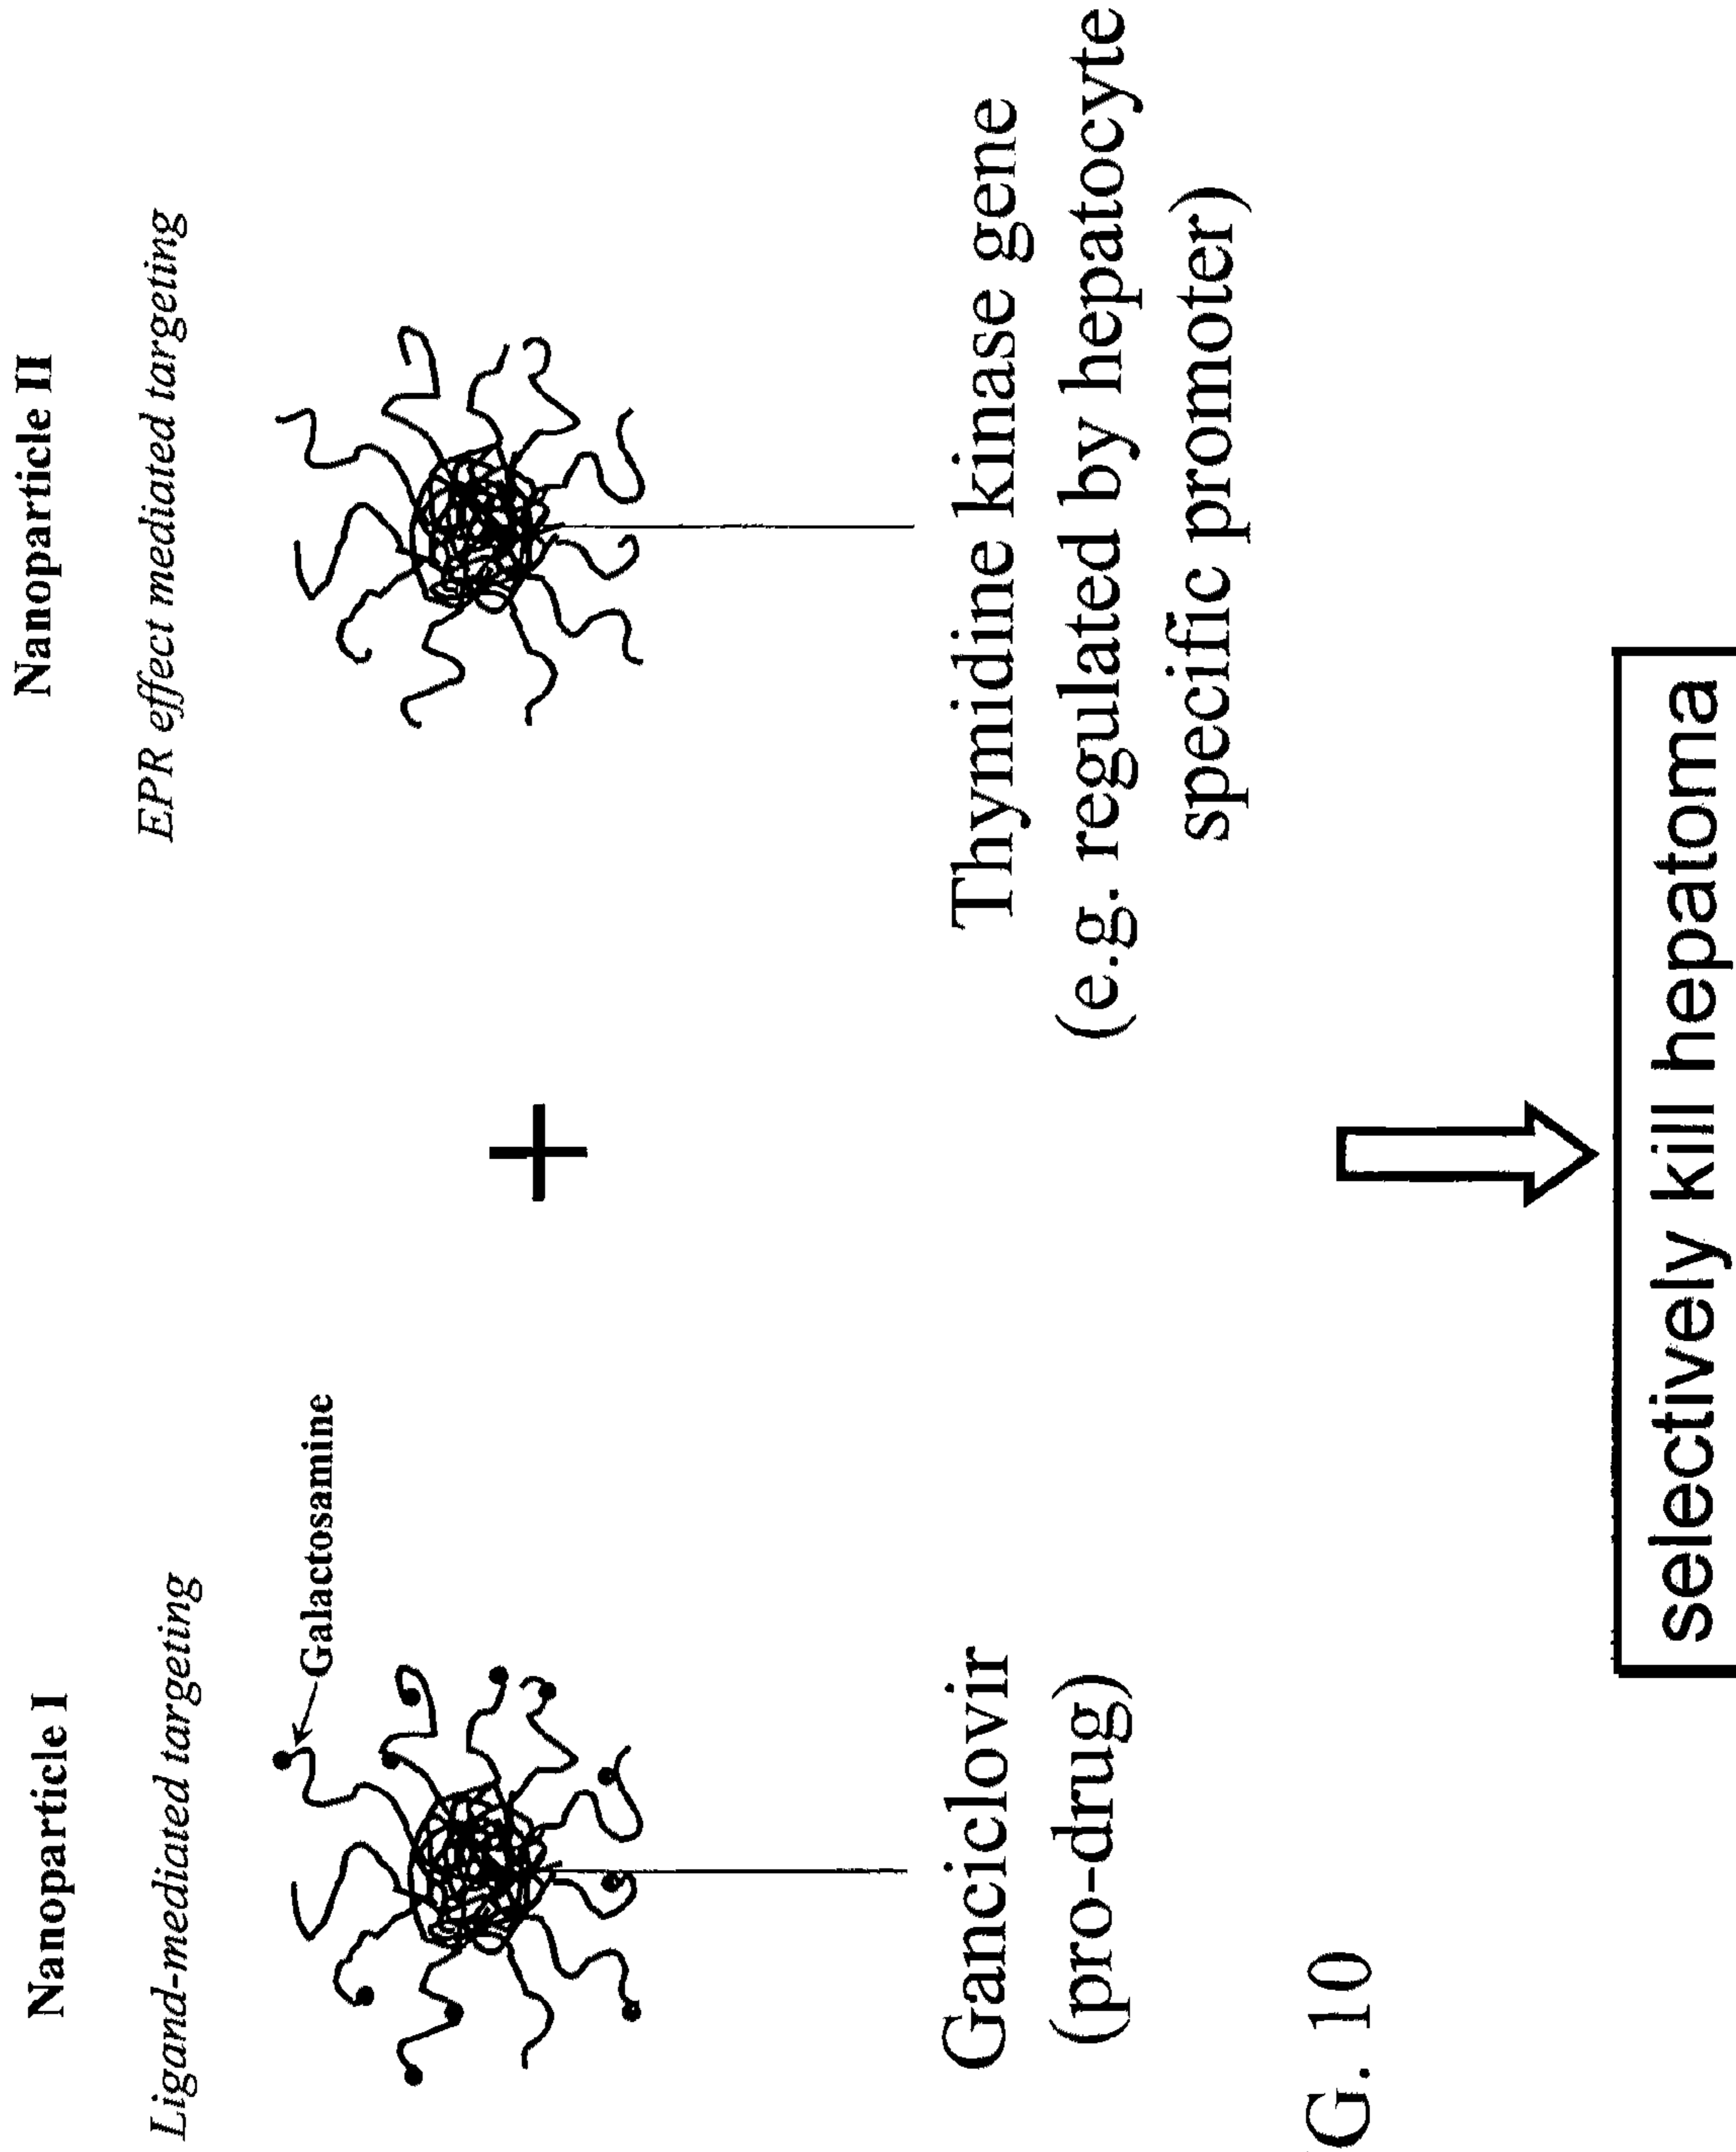 Nanoparticle I
Nanoparticle II
Ligand-mediated targeting
EPR effect mediated targeting
Galactosamine
Ganciclovir
(pro-drug)
Thymidine kinase gene
(e.g. regulated by hepatocyte
specific promoter)
G. 10
selectively kill hepatoma